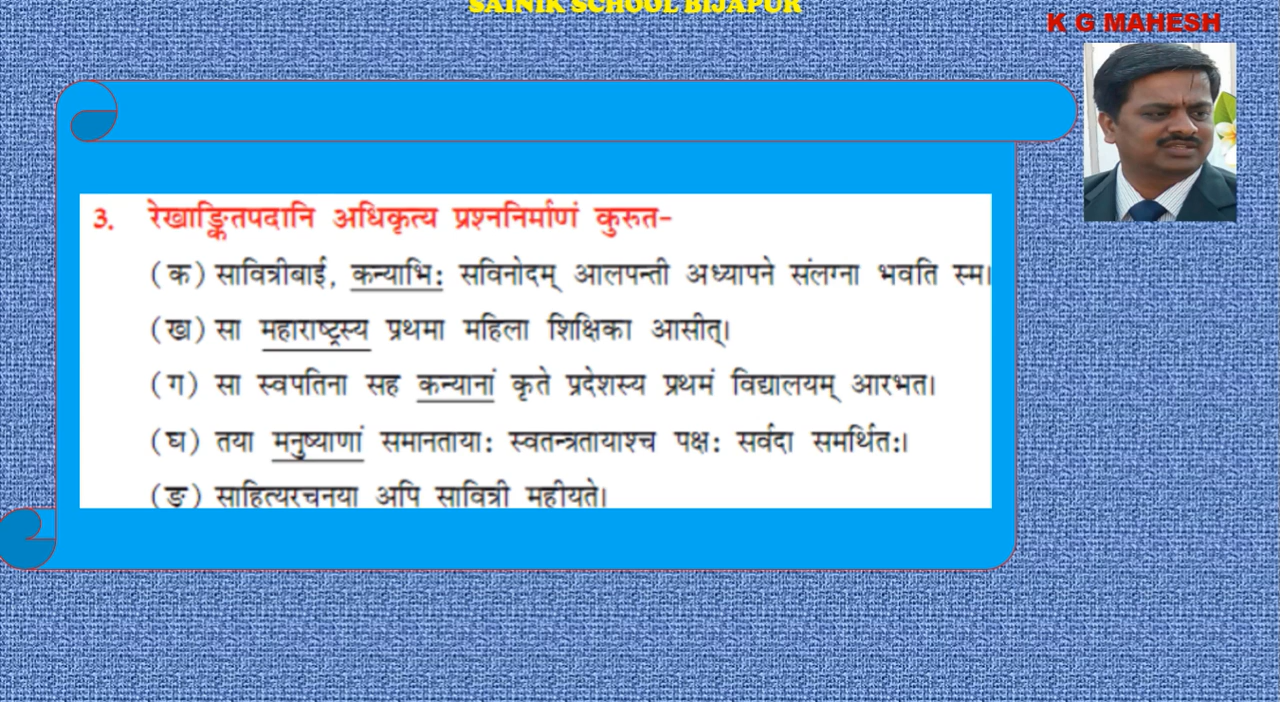 SAINIK SCHOOL BIJAPUR
K G MAHESH
3. रेखाङ्कितपदानि अधिकृत्य प्रश्ननिर्माणं कुरुत-
(क) सावित्रीबाई, कन्याभिः सविनोदम् आलपन्ती अध्यापने संलग्ना भवति स्म।
(ख) सा महाराष्ट्रस्य प्रथमा महिला शिक्षिका आसीत्।
(ग) सा स्वपतिना सह कन्यानां कृते प्रदेशस्य प्रथमं विद्यालयम् आरभत।
(घ) तया मनुष्याणां समानतायाः स्वतन्त्रतायाश्च पक्षः सर्वदा समर्थितः।
(ङ) साहित्यरचनया अपि सावित्री महीयते।